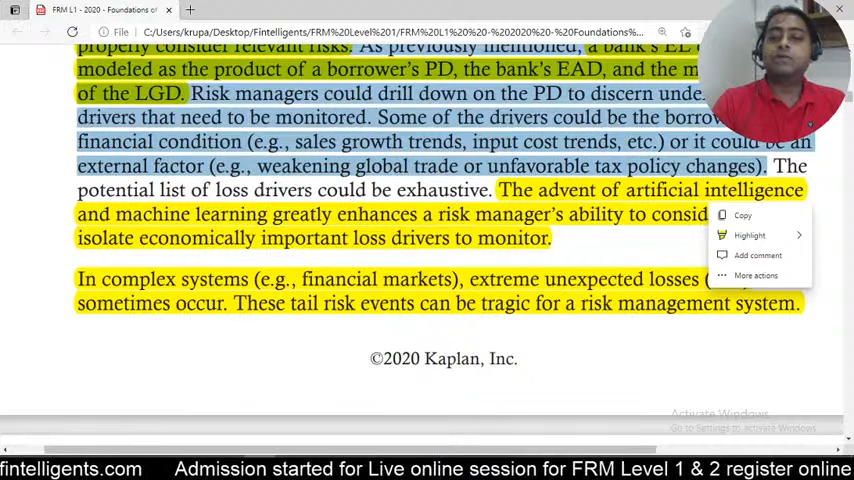 FRM L1 - 2020 - Foundations of
File
C:/Users/krupa/Desktop/Fintelligents/FRM%20Level%201/FRM%20L1%20%20-%202020%20-%20Foundations%
properly consider relevant risks. As previously mentioned, a bank's EL
modeled as the product of a borrower's PD, the bank's EAD, and the
of the LGD. Risk managers could drill down on the PD to discern
drivers that need to be monitored. Some of the drivers could be the
financial condition (e.g., sales growth trends, input cost trends, etc.) or it could be an
external factor (e.g., weakening global trade or unfavorable tax policy changes). The
potential list of loss drivers could be exhaustive. The advent of artificial intelligence
and machine learning greatly enhances a risk manager's ability to
isolate economically important loss drivers to monitor.
Copy
Highlight
Add comment
More actions
In complex systems (e.g., financial markets), extreme unexpected losses
sometimes occur. These tail risk events can be tragic for a risk management system.
©2020 Kaplan, Inc.
Activate Windows
Go to Settings to activate Windows.
fintelligents.com Admission started for Live online session for FRM Level 1 & 2 register online